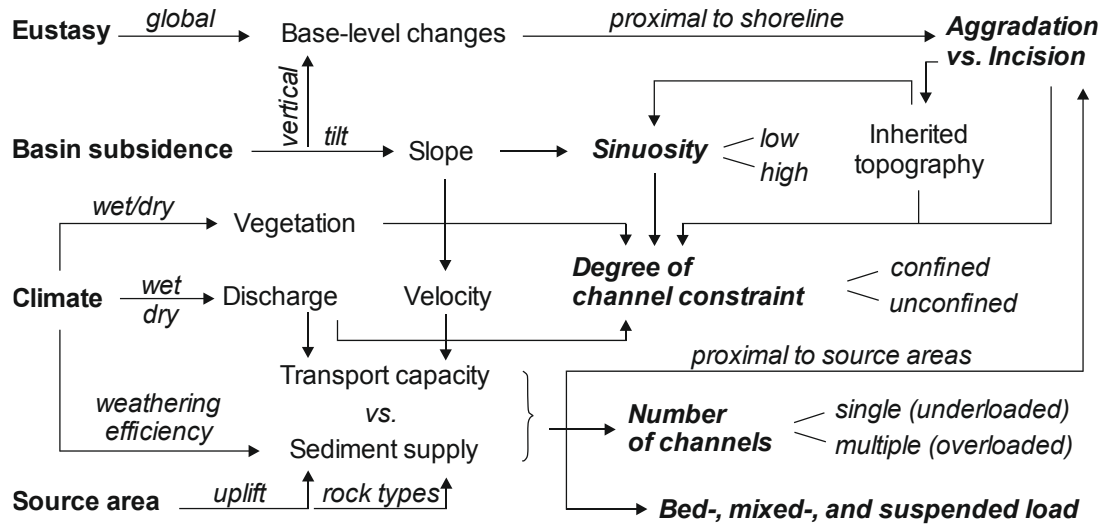 Eustasy
global
Base-level changes
proximal to shoreline
Aggradation
vs. Incision
vertical
Basin subsidence
tilt
Slope
Sinuosity
low
high
Inherited
topography
wet/dry
Vegetation
Degree of
channel constraint
confined
unconfined
Climate
wet
dry
Discharge
Velocity
proximal to source areas
Transport capacity
vs.
Sediment supply
weathering
efficiency
Number
of channels
single (underloaded)
multiple (overloaded)
Source area
uplift
rock types
Bed-, mixed-, and suspended load